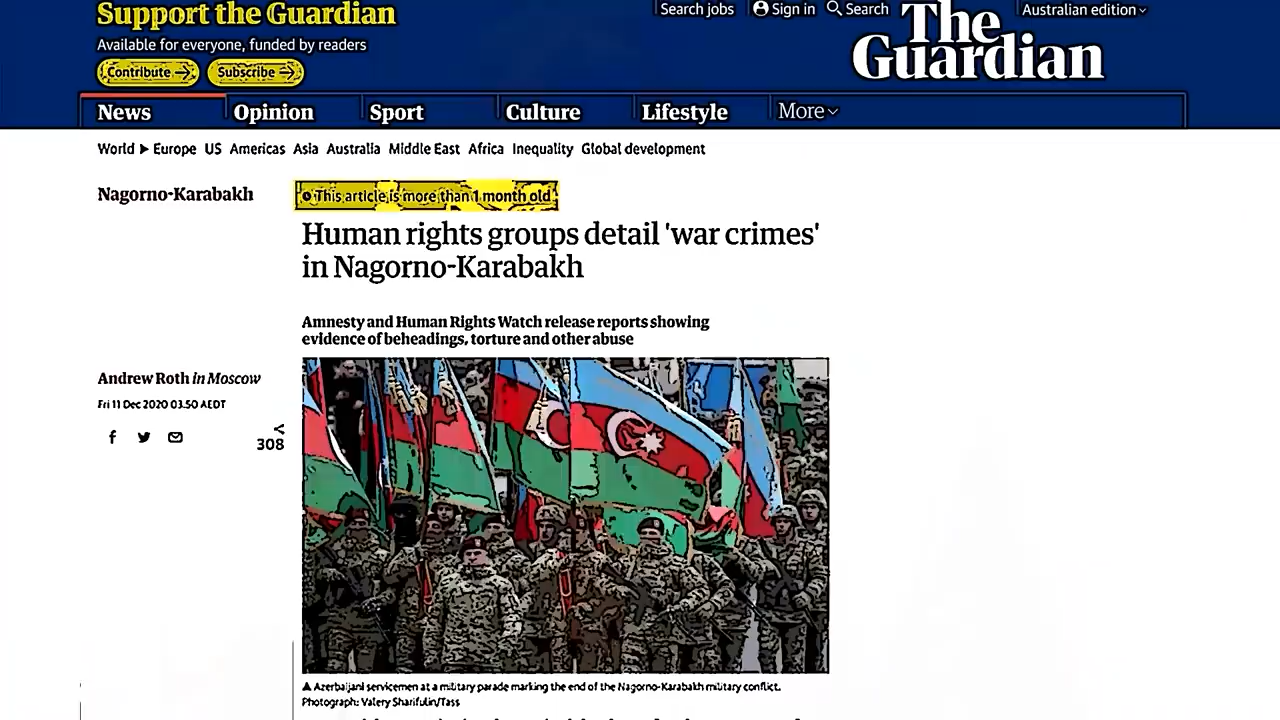 Support the Guardian
Available for everyone, funded by readers
Contribute
Subscribe
Search jobs
Sign in
Search
Australian edition
The
Guardian
News
Opinion
Sport
Culture
Lifestyle
More
World
Europe
US
Americas
Asia
Australia
Middle East
Africa
Inequality
Global development
Nagorno-Karabakh
This article is more than 1 month old
Human rights groups detail 'war crimes'
in Nagorno-Karabakh
Amnesty and Human Rights Watch release reports showing
evidence of beheadings, torture and other abuse
Andrew Roth in Moscow
Fri 11 Dec 2020 03.50 AEDT
308
Azerbaijani servicemen at a military parade marking the end of the Nagorno-Karabakh military conflict.
Photograph: Valery Sharifulin/Tass